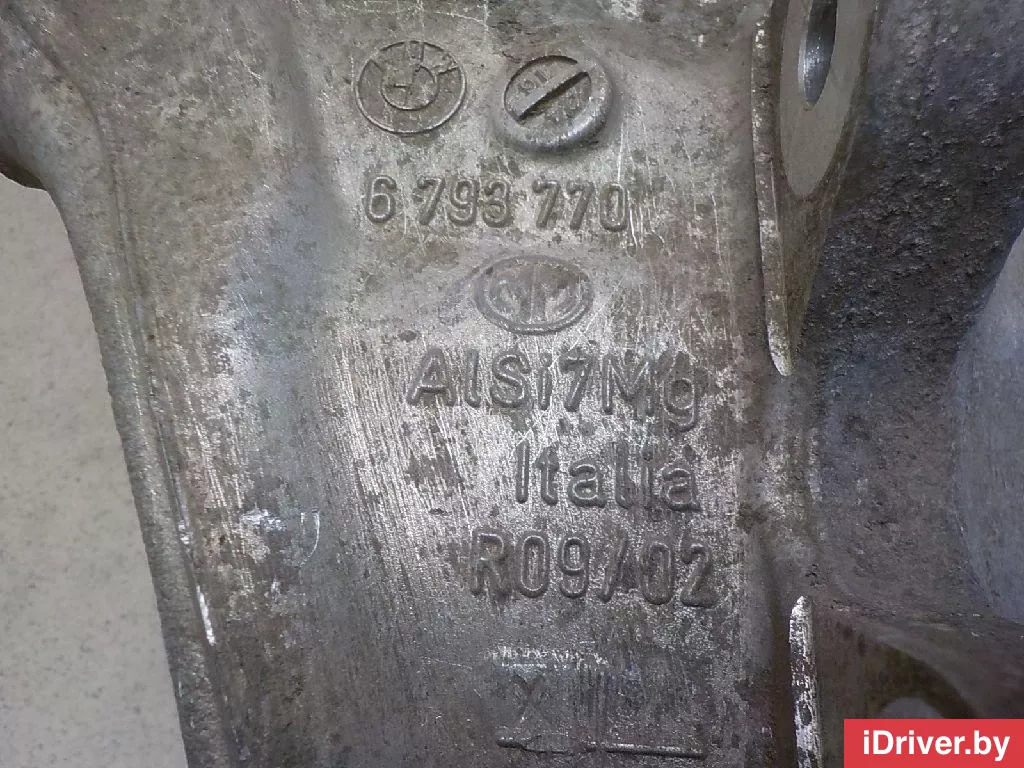 6 793 770
AlSi7Mg
Italia
R09/02
X
iDriver.by